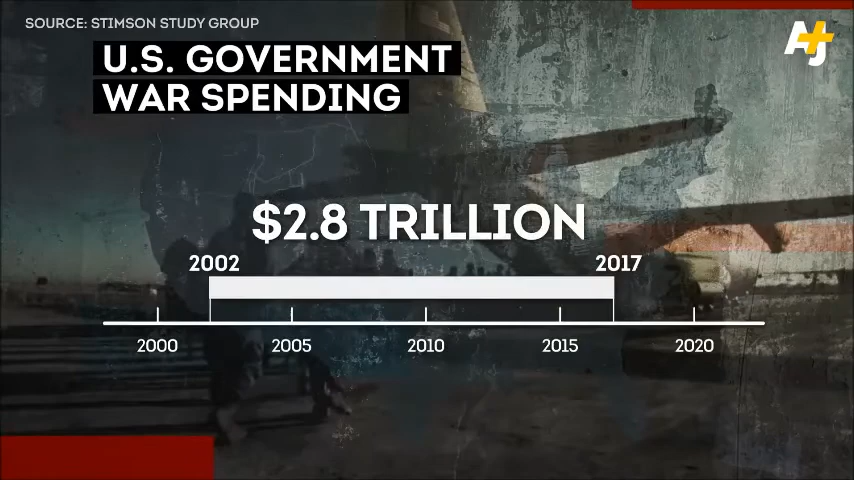 SOURCE: STIMSON STUDY GROUP
AJ+
U.S. GOVERNMENT
WAR SPENDING
$2.8 TRILLION
2002 2017
2000 2005 2010 2015 2020